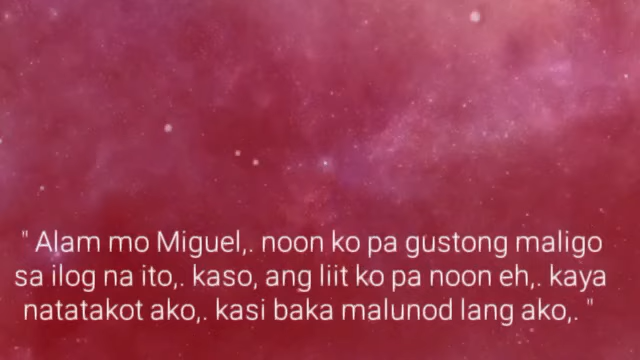 " Alam mo Miguel,. noon ko pa gustong maligo
sa ilog na ito,. kaso, ang liit ko pa noon eh,. kaya
natatakot ako,. kasi baka malunod lang ako,. "